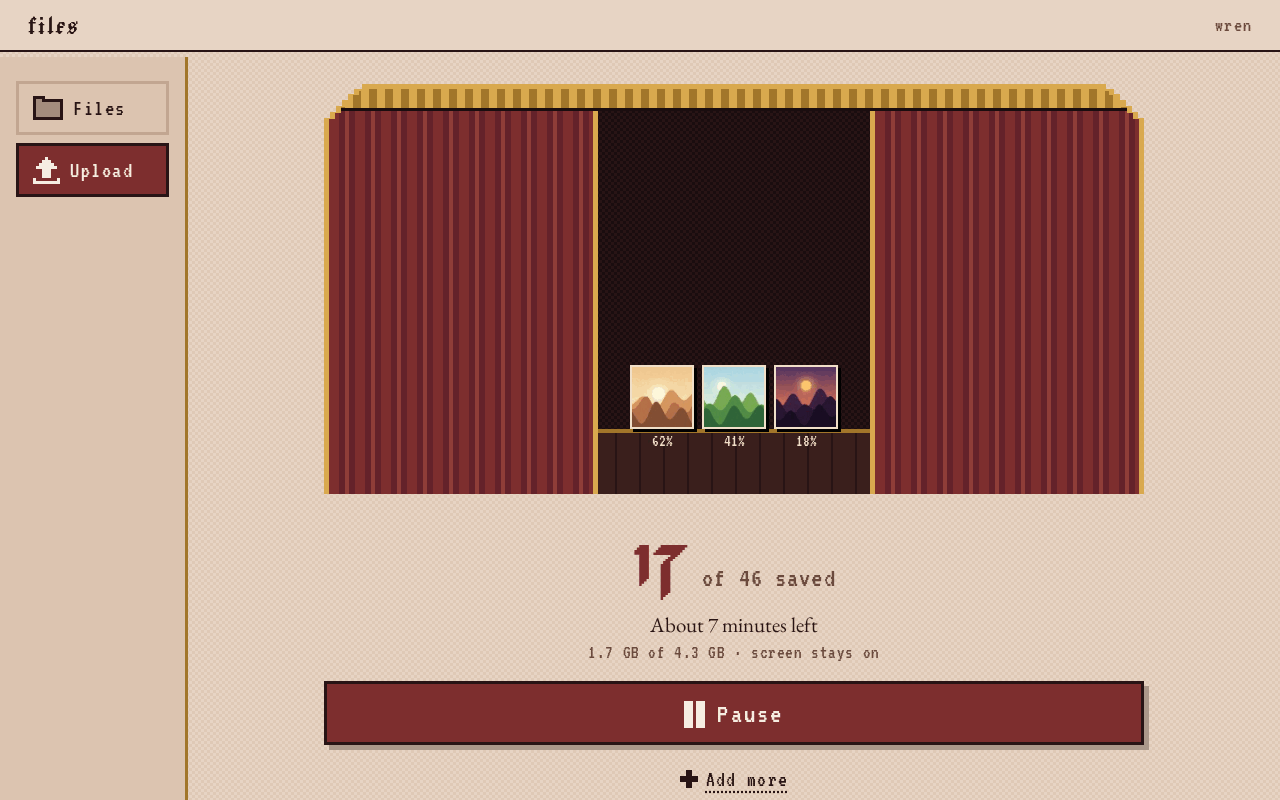 files
wren
Files
Upload
62% 41% 18%
17 of 46 saved
About 7 minutes left
1.7 GB of 4.3 GB · screen stays on
Pause
Add more